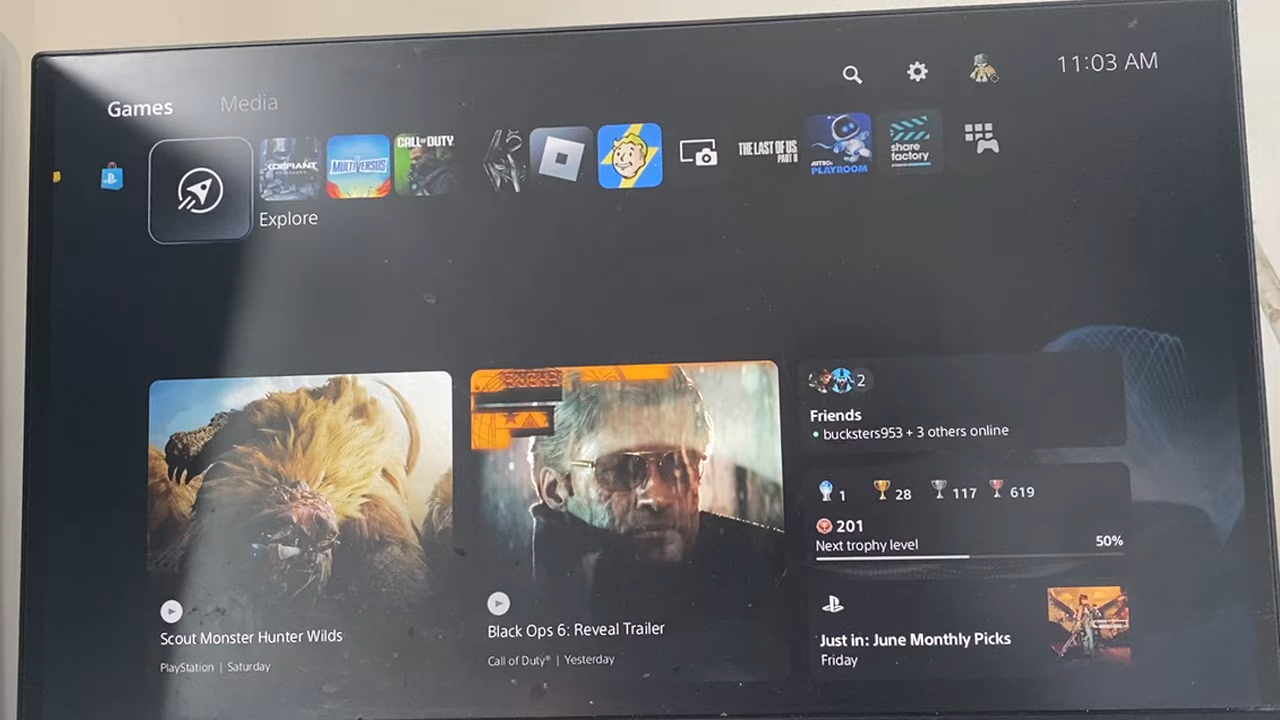 11:03 AM
Games
Media
XDEFIANT
MULTIVERSUS
CALL OF DUTY
THE LAST OF US
PART II
ASTRO's
PLAYROOM
share
factory
Explore
2
Friends
bucksters953 + 3 others online
1 28 117 619
201
Next trophy level
50%
Scout Monster Hunter Wilds
PlayStation | Saturday
Black Ops 6: Reveal Trailer
Call of Duty® | Yesterday
Just in: June Monthly Picks
Friday